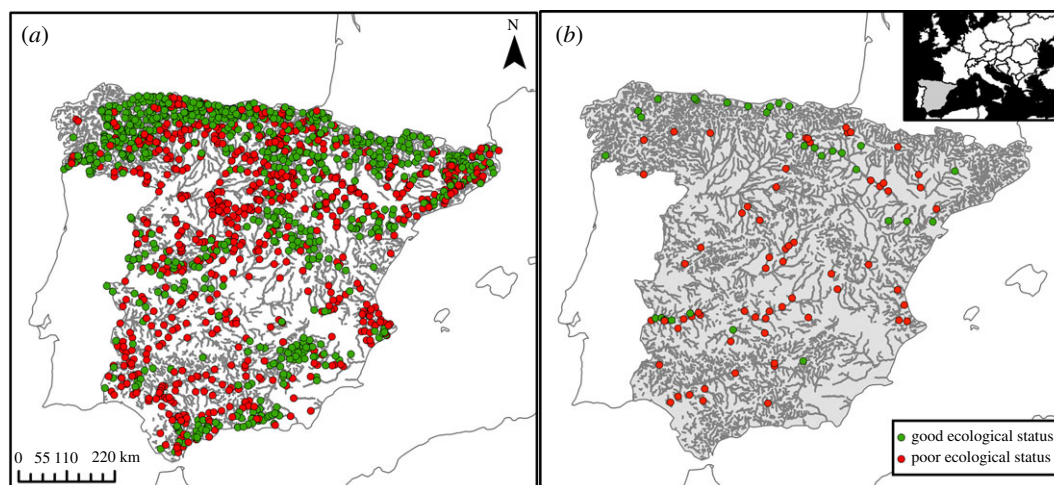 (a)
N
(b)
0 55 110 220 km
good ecological status
poor ecological status